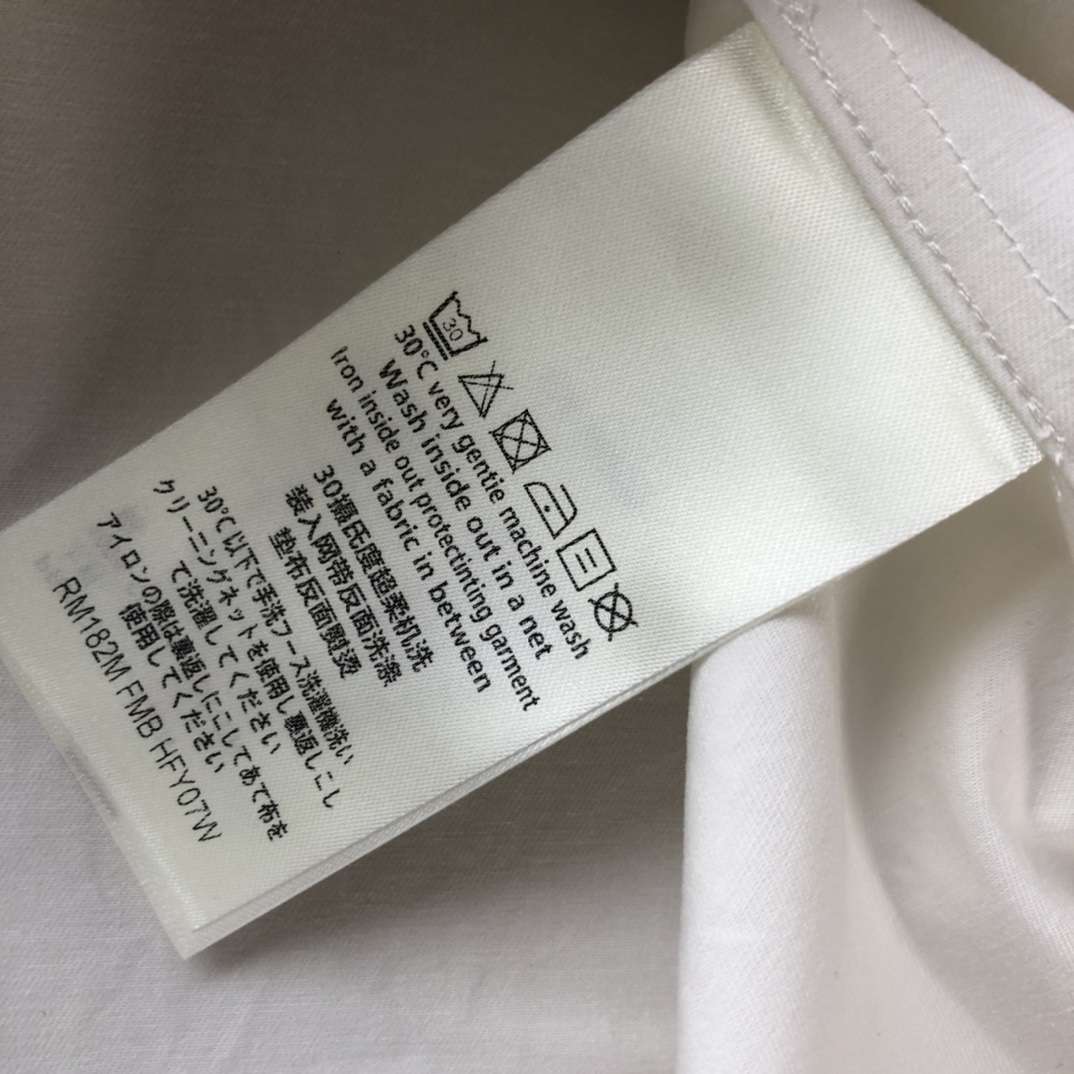 30
30°C very gentie machine wash
Wash inside out in a net
Iron inside out protectinting garment
with a fabric in between
30攝氏度超柔机洗
装入网带反面洗涤
垫布反面熨烫
30℃以下で手洗フース洗濯機洗い
クリーニングネットを使用し裏返しこし
て洗濯してください
アイロンの際は裏返しにこしてあて布を
使用してください
RM182M FMB HFY07W